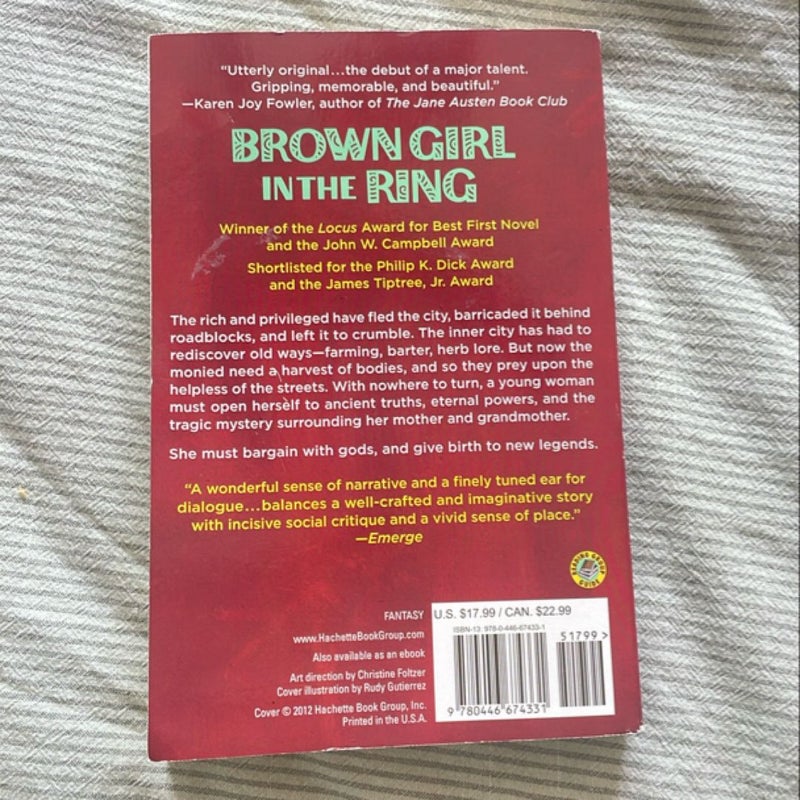 “Utterly original...the debut of a major talent.
Gripping, memorable, and beautiful.”
—Karen Joy Fowler, author of The Jane Austen Book Club
BROWN GIRL
IN THE RING
Winner of the Locus Award for Best First Novel
and the John W. Campbell Award
Shortlisted for the Philip K. Dick Award
and the James Tiptree, Jr. Award
The rich and privileged have fled the city, barricaded it behind
roadblocks, and left it to crumble. The inner city has had to
rediscover old ways—farming, barter, herb lore. But now the
monied need a harvest of bodies, and so they prey upon the
helpless of the streets. With nowhere to turn, a young woman
must open herself to ancient truths, eternal powers, and the
tragic mystery surrounding her mother and grandmother.
She must bargain with gods, and give birth to new legends.
“A wonderful sense of narrative and a finely tuned ear for
dialogue...balances a well-crafted and imaginative story
with incisive social critique and a vivid sense of place.”
—Emerge
READING GROUP
GUIDE
FANTASY
www.HachetteBookGroup.com
Also available as an ebook
Art direction by Christine Foltzer
Cover illustration by Rudy Gutierrez
Cover © 2012 Hachette Book Group, Inc.
Printed in the U.S.A.
U.S. $17.99 / CAN. $22.99
ISBN-13: 978-0-446-67433-1
51799 >
9 780446 674331